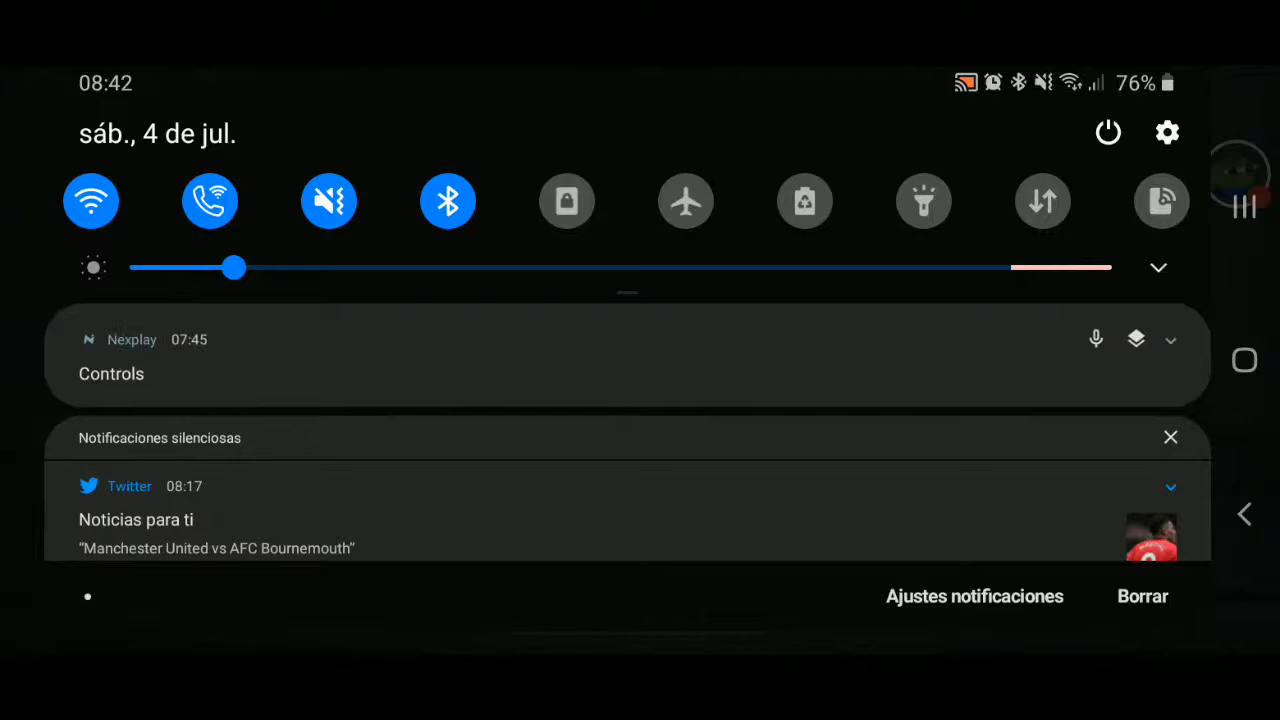 08:42
76%
sáb., 4 de jul.
Nexplay 07:45
Controls
Notificaciones silenciosas
Twitter 08:17
Noticias para ti
“Manchester United vs AFC Bournemouth”
Ajustes notificaciones Borrar